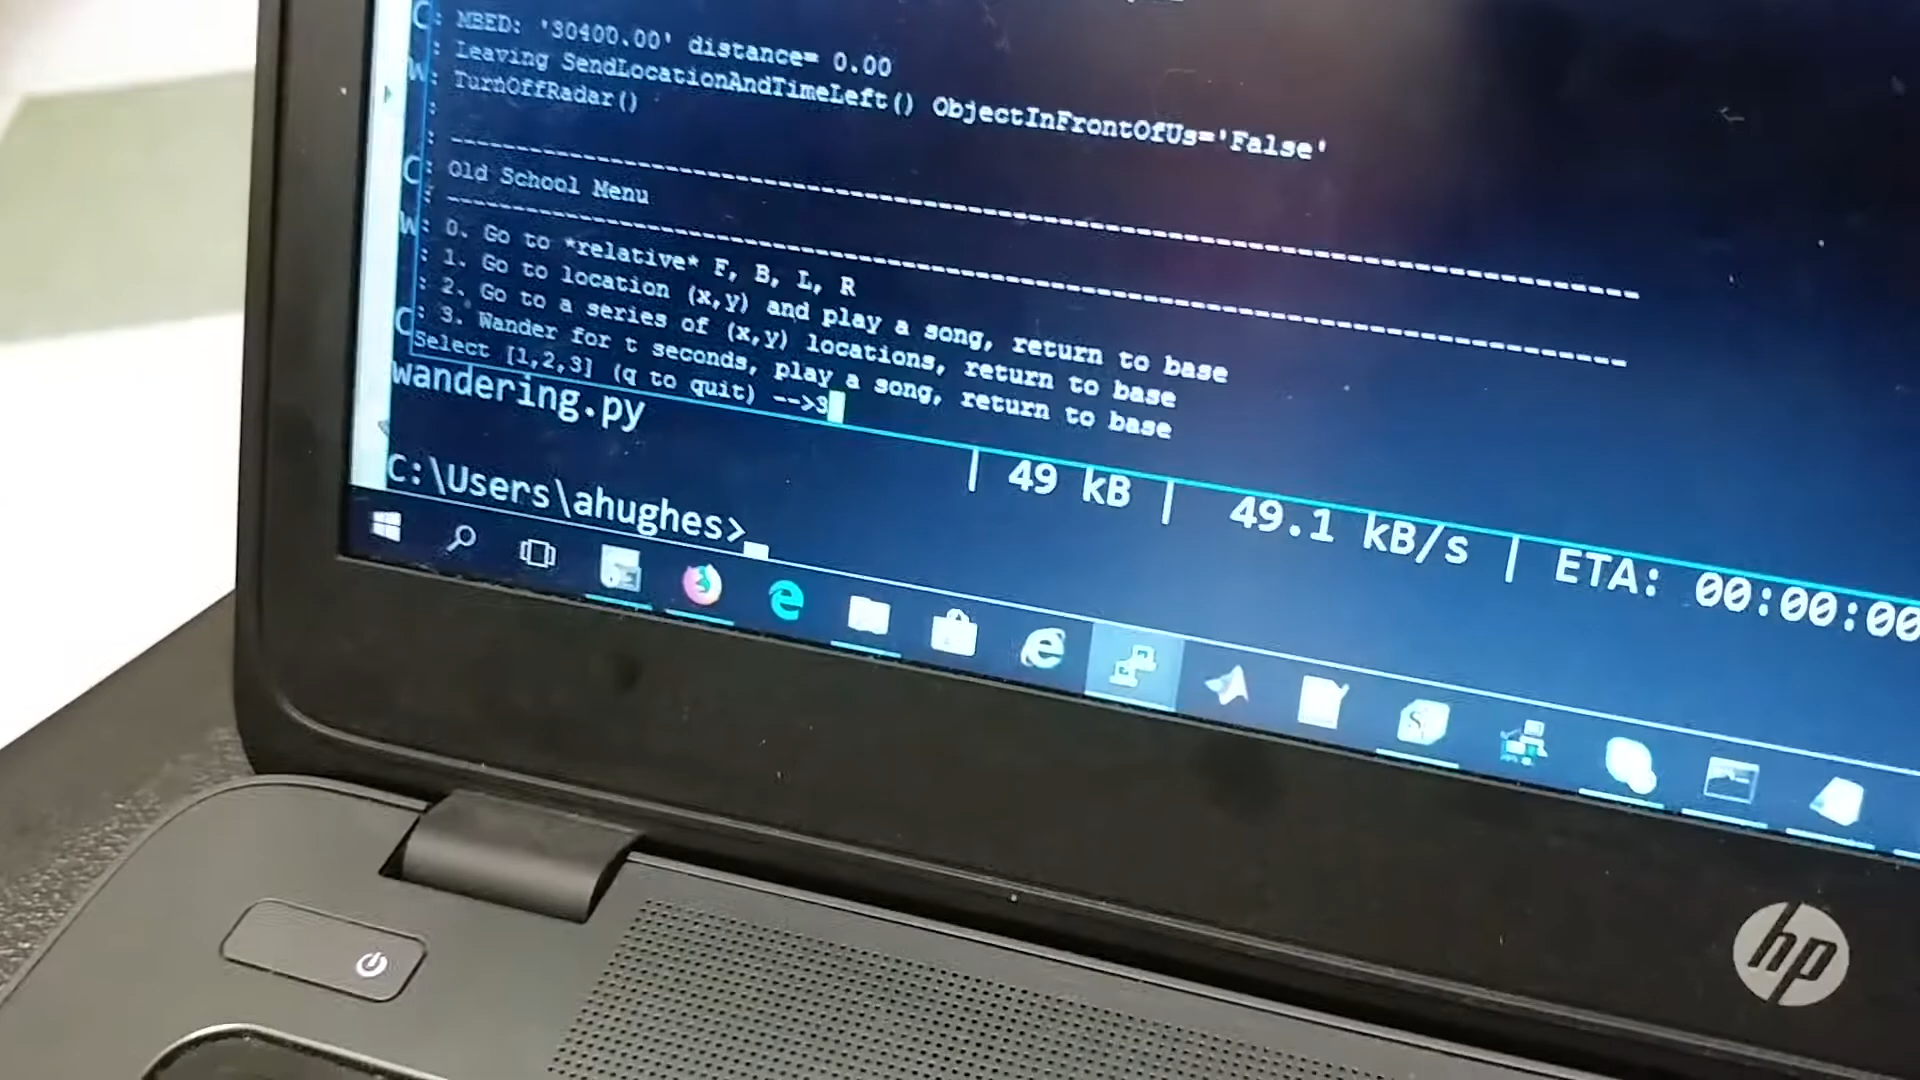 : MBED: '30400.00' distance= 0.00
: Leaving SendLocationAndTimeLeft() ObjectInFrontOfUs='False'
: TurnOffRadar()
:
: ------------------------------------------------------------
: Old School Menu
: ------------------------------------------------------------
: 0. Go to *relative* F, B, L, R
: 1. Go to location (x,y) and play a song, return to base
: 2. Go to a series of (x,y) locations, return to base
: 3. Wander for t seconds, play a song, return to base
Select [1,2,3] (q to quit) -->3
wandering.py | 49 kB | 49.1 kB/s | ETA: 00:00:00
C:\Users\ahughes>_
hp